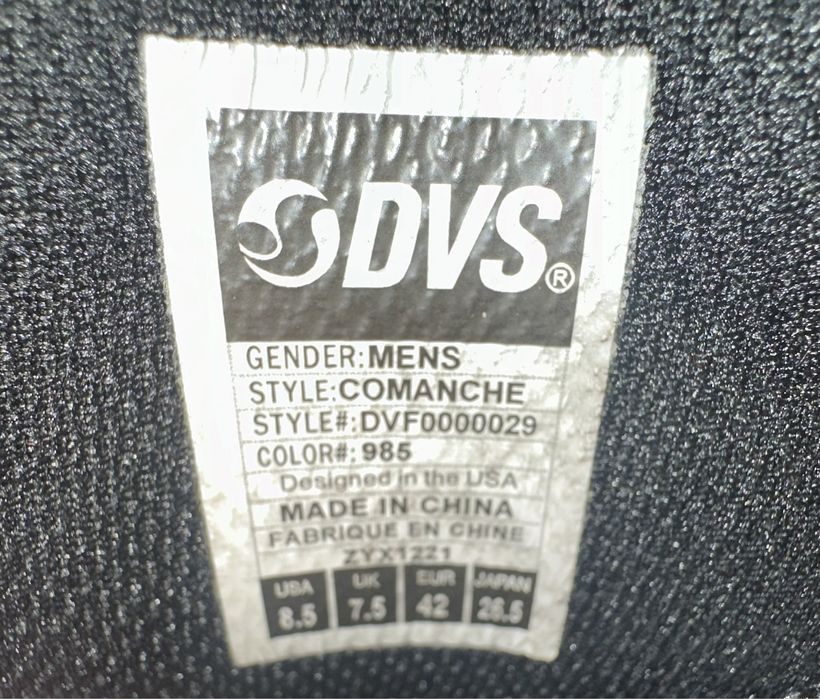 DVS®
GENDER:MENS
STYLE:COMANCHE
STYLE#:DVF0000029
COLOR#:985
Designed in the USA
MADE IN CHINA
FABRIQUE EN CHINE
ZYX1221
USA UK EUR JAPAN
8.5 7.5 42 26.5